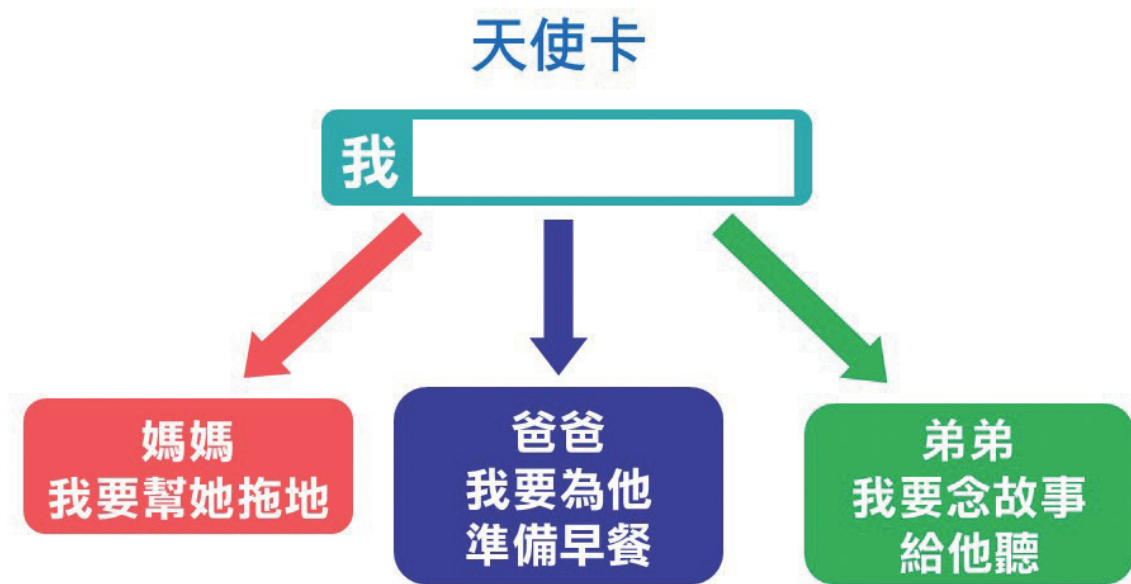 天使卡
我
媽媽
我要幫她拖地
爸爸
我要為他
準備早餐
弟弟
我要念故事
給他聽